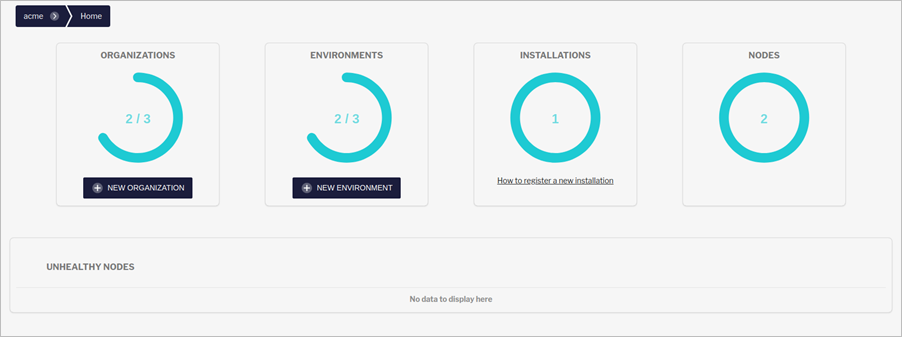 acme Home
ORGANIZATIONS ENVIRONMENTS INSTALLATIONS NODES
2 / 3 2 / 3 1 2
NEW ORGANIZATION NEW ENVIRONMENT How to register a new installation
UNHEALTHY NODES
No data to display here